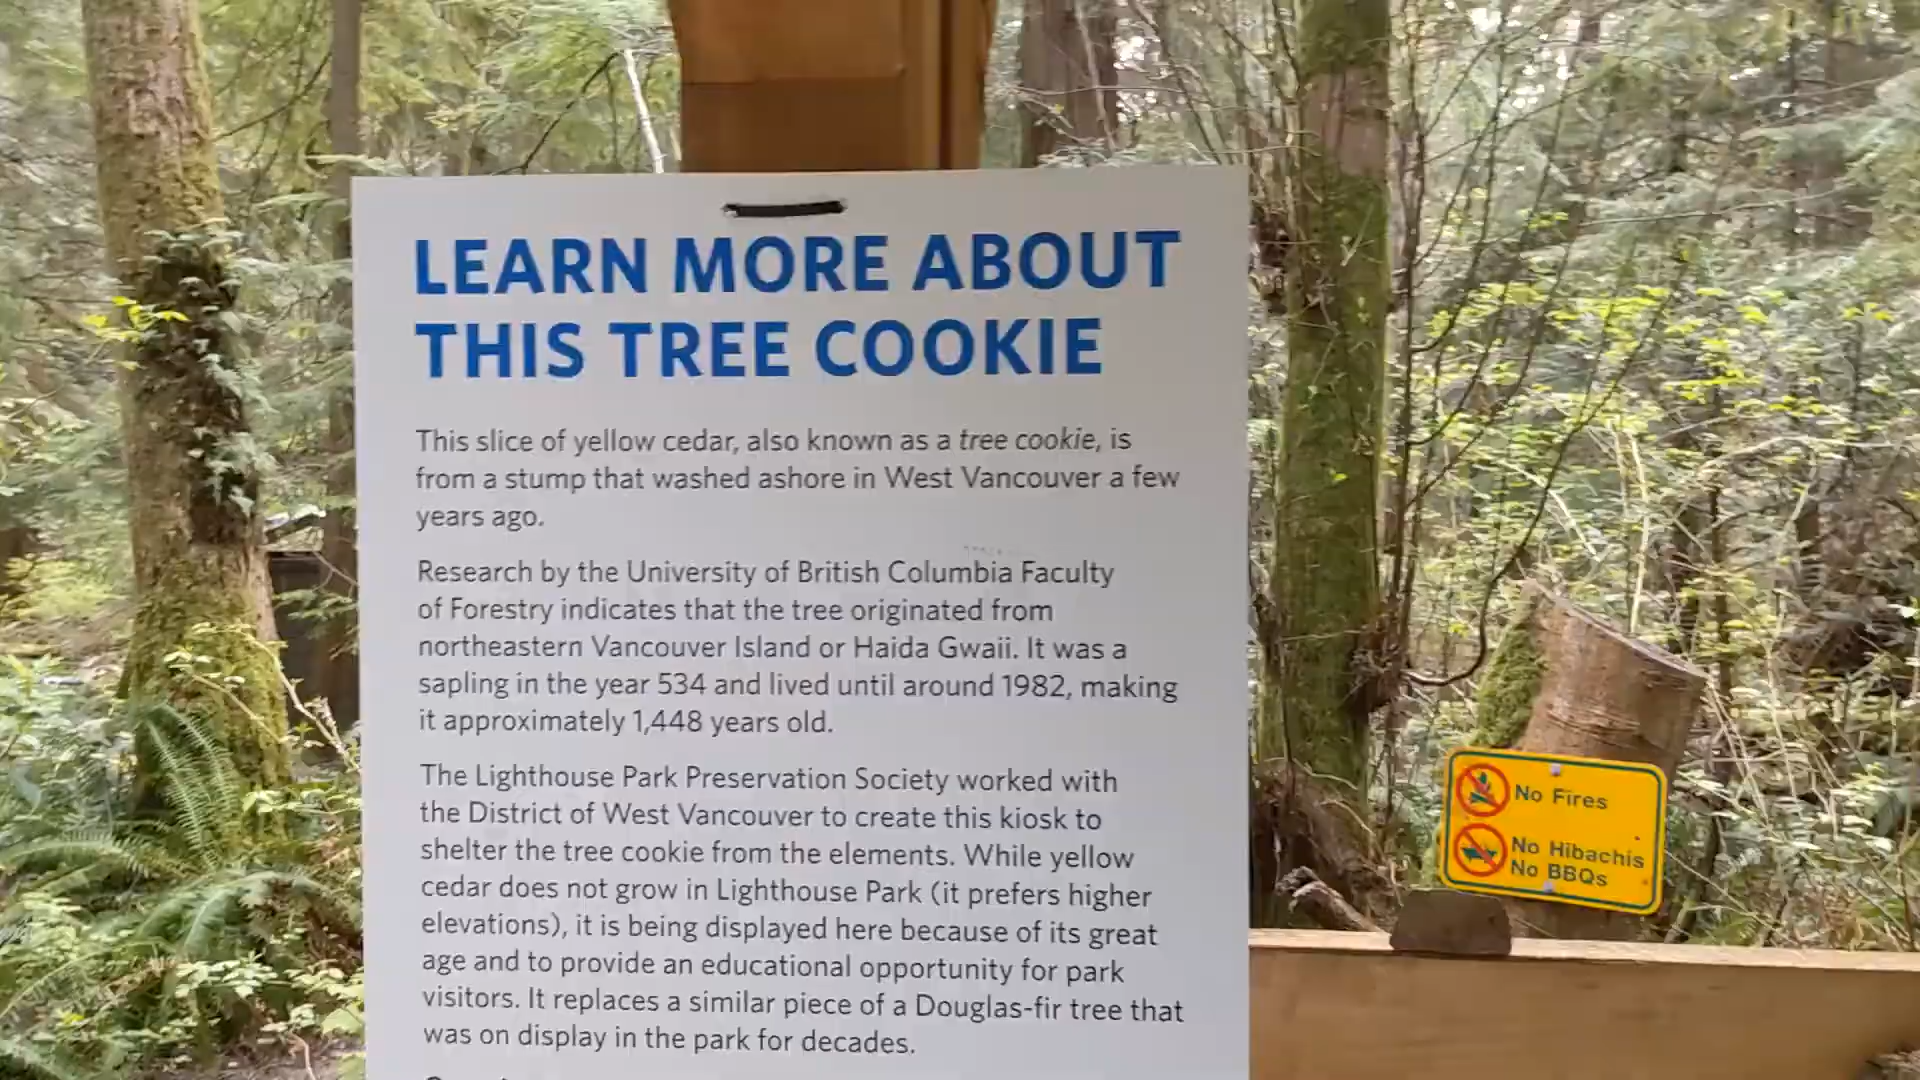 LEARN MORE ABOUT
THIS TREE COOKIE
This slice of yellow cedar, also known as a tree cookie, is
from a stump that washed ashore in West Vancouver a few
years ago.
Research by the University of British Columbia Faculty
of Forestry indicates that the tree originated from
northeastern Vancouver Island or Haida Gwaii. It was a
sapling in the year 534 and lived until around 1982, making
it approximately 1,448 years old.
The Lighthouse Park Preservation Society worked with
the District of West Vancouver to create this kiosk to
shelter the tree cookie from the elements. While yellow
cedar does not grow in Lighthouse Park (it prefers higher
elevations), it is being displayed here because of its great
age and to provide an educational opportunity for park
visitors. It replaces a similar piece of a Douglas-fir tree that
was on display in the park for decades.
No Fires
No Hibachis
No BBQs